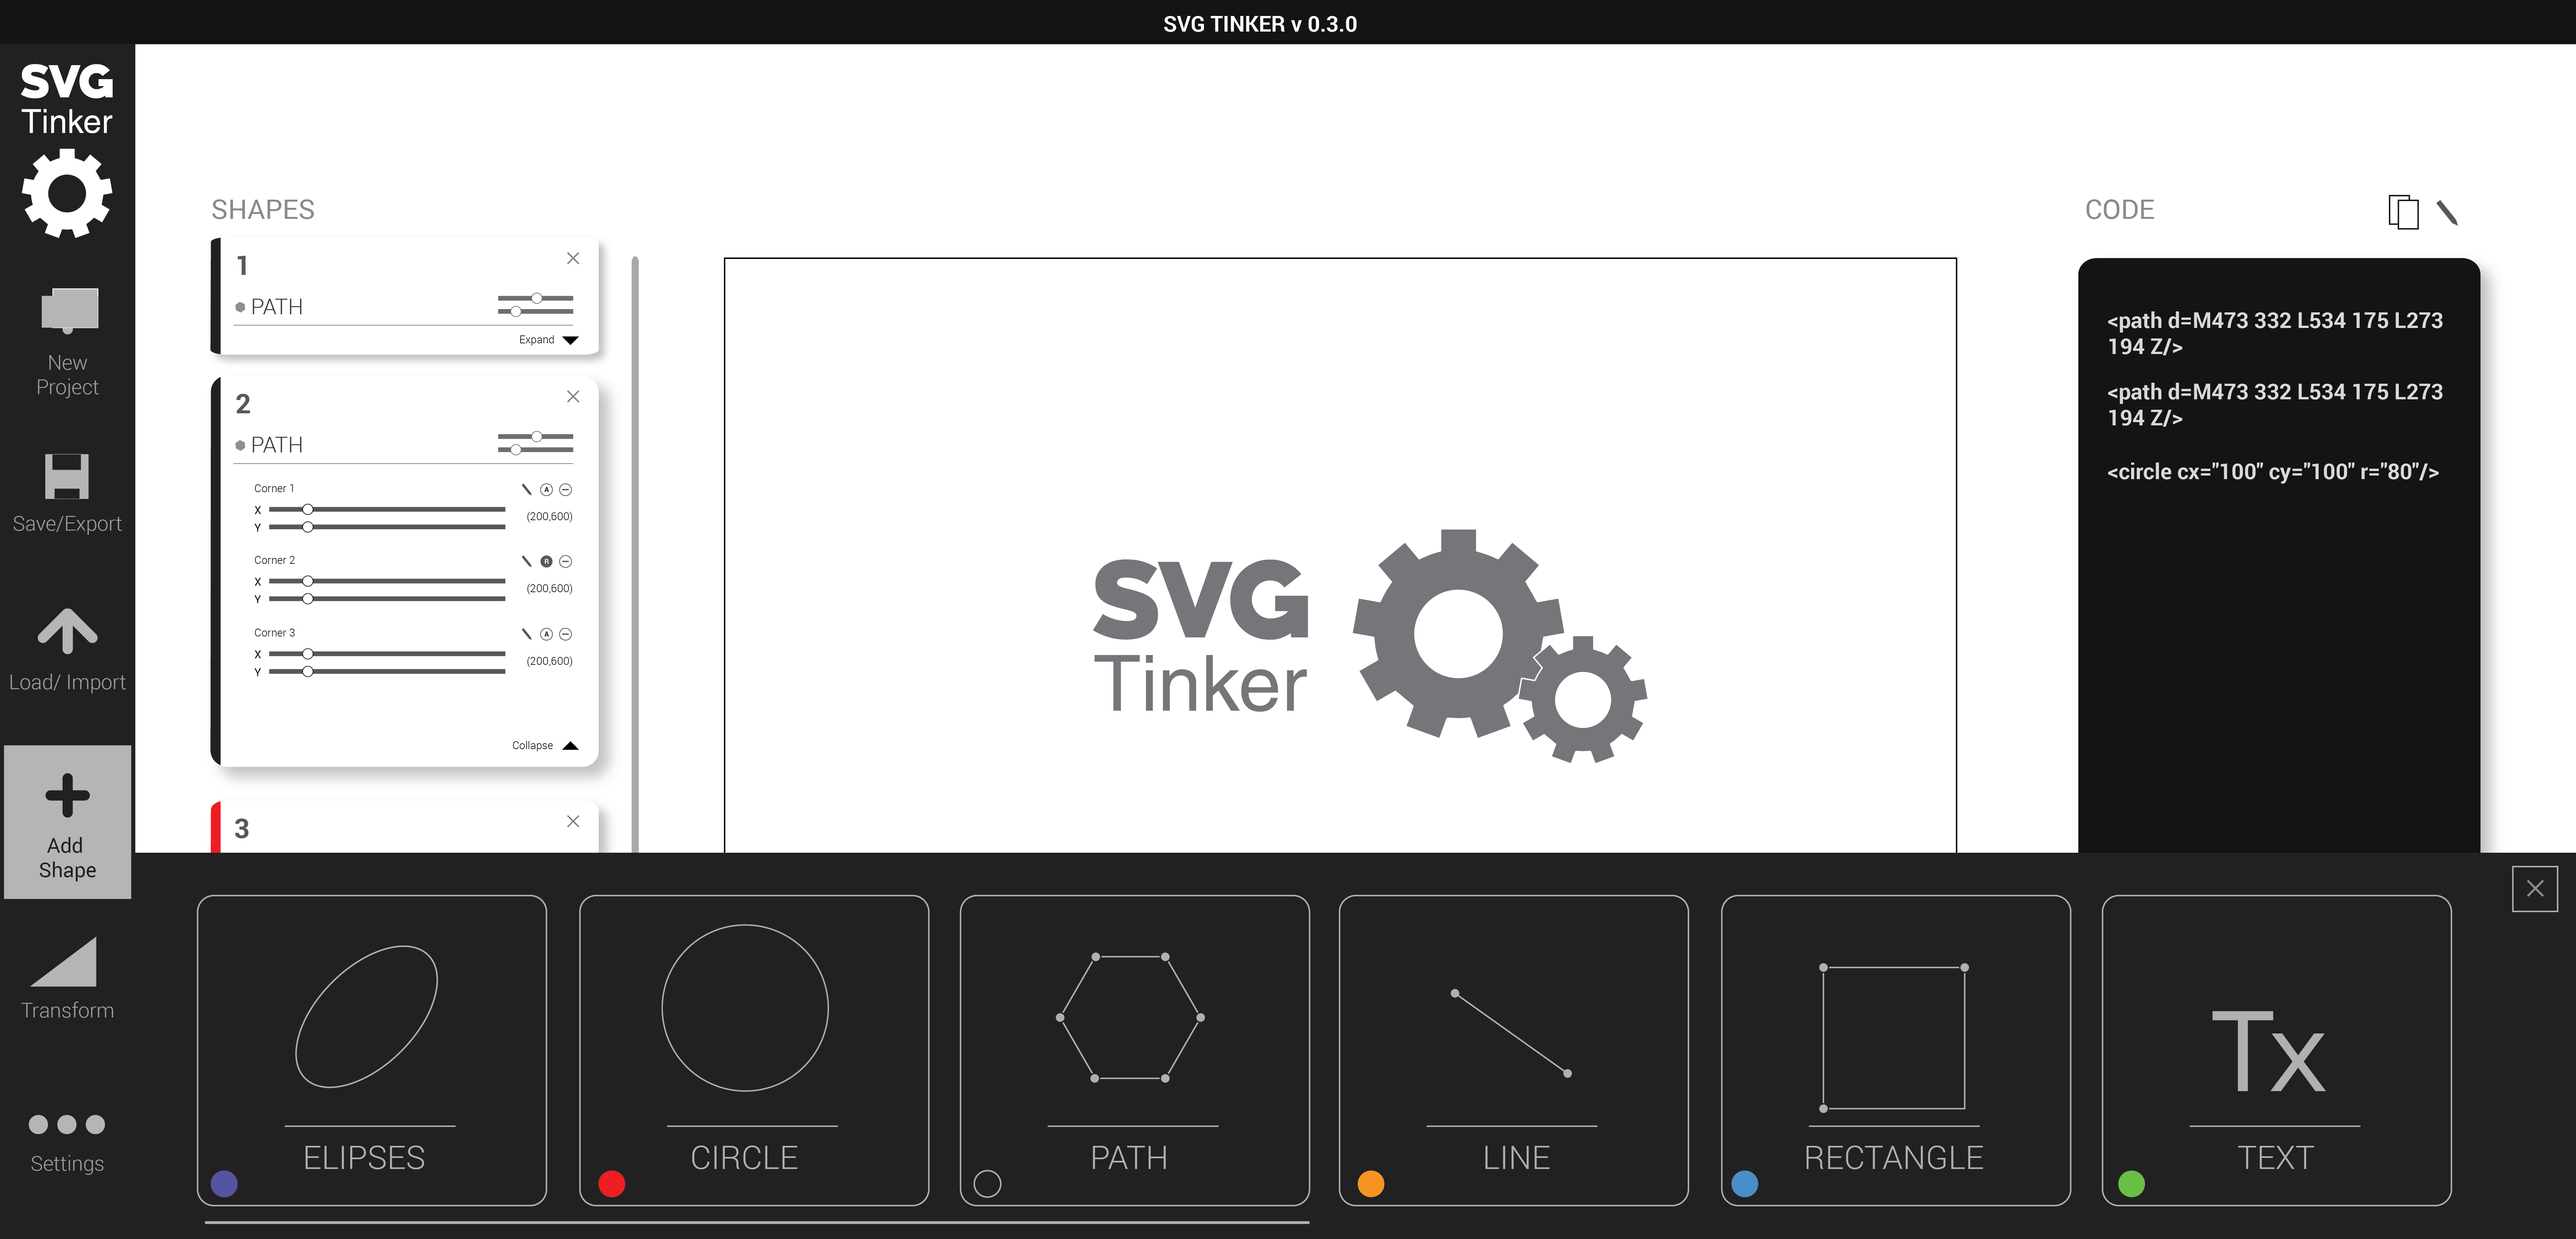 SVG TINKER v 0.3.0
SVG
Tinker
New
Project
Save/Export
Load/ Import
Add
Shape
Transform
Settings
SHAPES
1
PATH
Expand
2
PATH
Corner 1
A
X
(200,600)
Y
Corner 2
R
X
(200,600)
Y
Corner 3
A
X
(200,600)
Y
Collapse
3
SVG
Tinker
CODE
<path d=M473 332 L534 175 L273
194 Z/>
<path d=M473 332 L534 175 L273
194 Z/>
<circle cx="100" cy="100" r="80"/>
ELIPSES
CIRCLE
PATH
LINE
RECTANGLE
Tx
TEXT